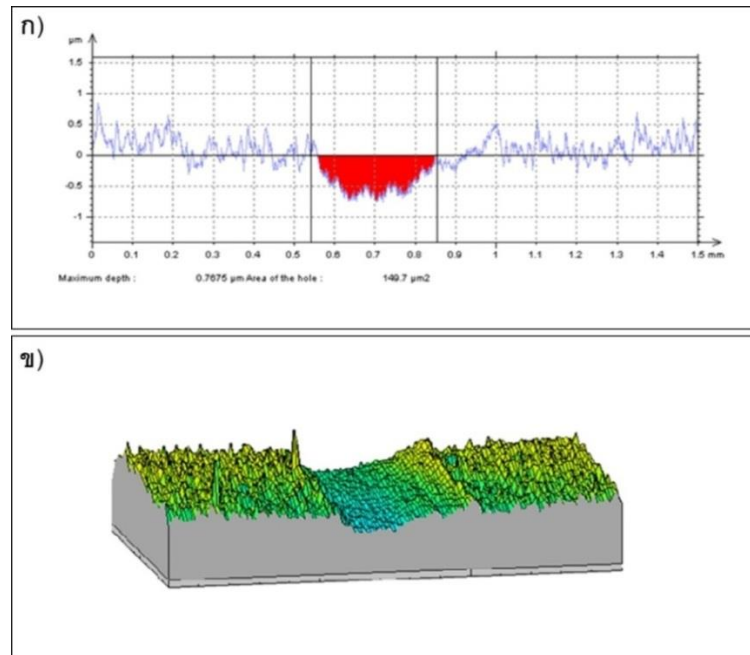 ก)
µm
1.5
1
0.5
0
-0.5
-1
0 0.1 0.2 0.3 0.4 0.5 0.6 0.7 0.8 0.9 1 1.1 1.2 1.3 1.4 1.5 mm
Maximum depth : 0.7675 µm Area of the hole : 149.7 µm2
ข)